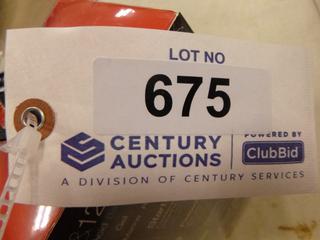 LOT NO
675
CENTURY AUCTIONS
POWERED BY
ClubBid
A DIVISION OF CENTURY SERVICES